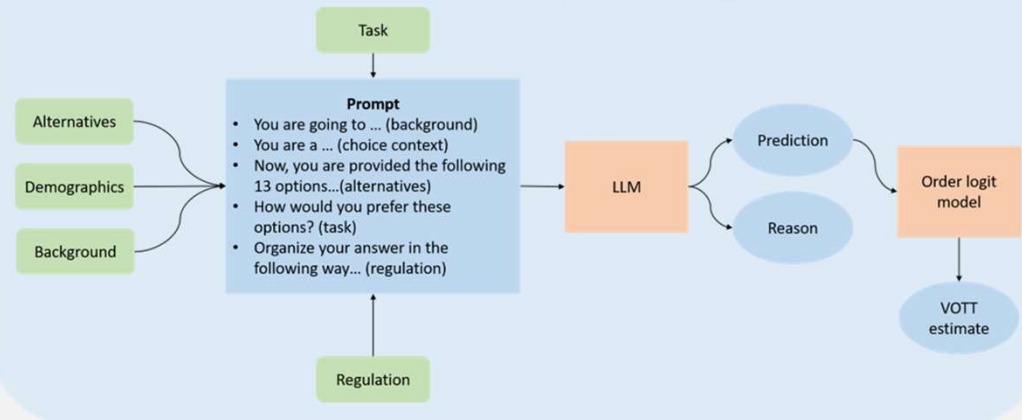 Task
Alternatives
Demographics
Background
Prompt
• You are going to ... (background)
• You are a ... (choice context)
• Now, you are provided the following
13 options...(alternatives)
• How would you prefer these
options? (task)
• Organize your answer in the
following way... (regulation)
Regulation
LLM
Prediction
Reason
Order logit
model
VOTT
estimate